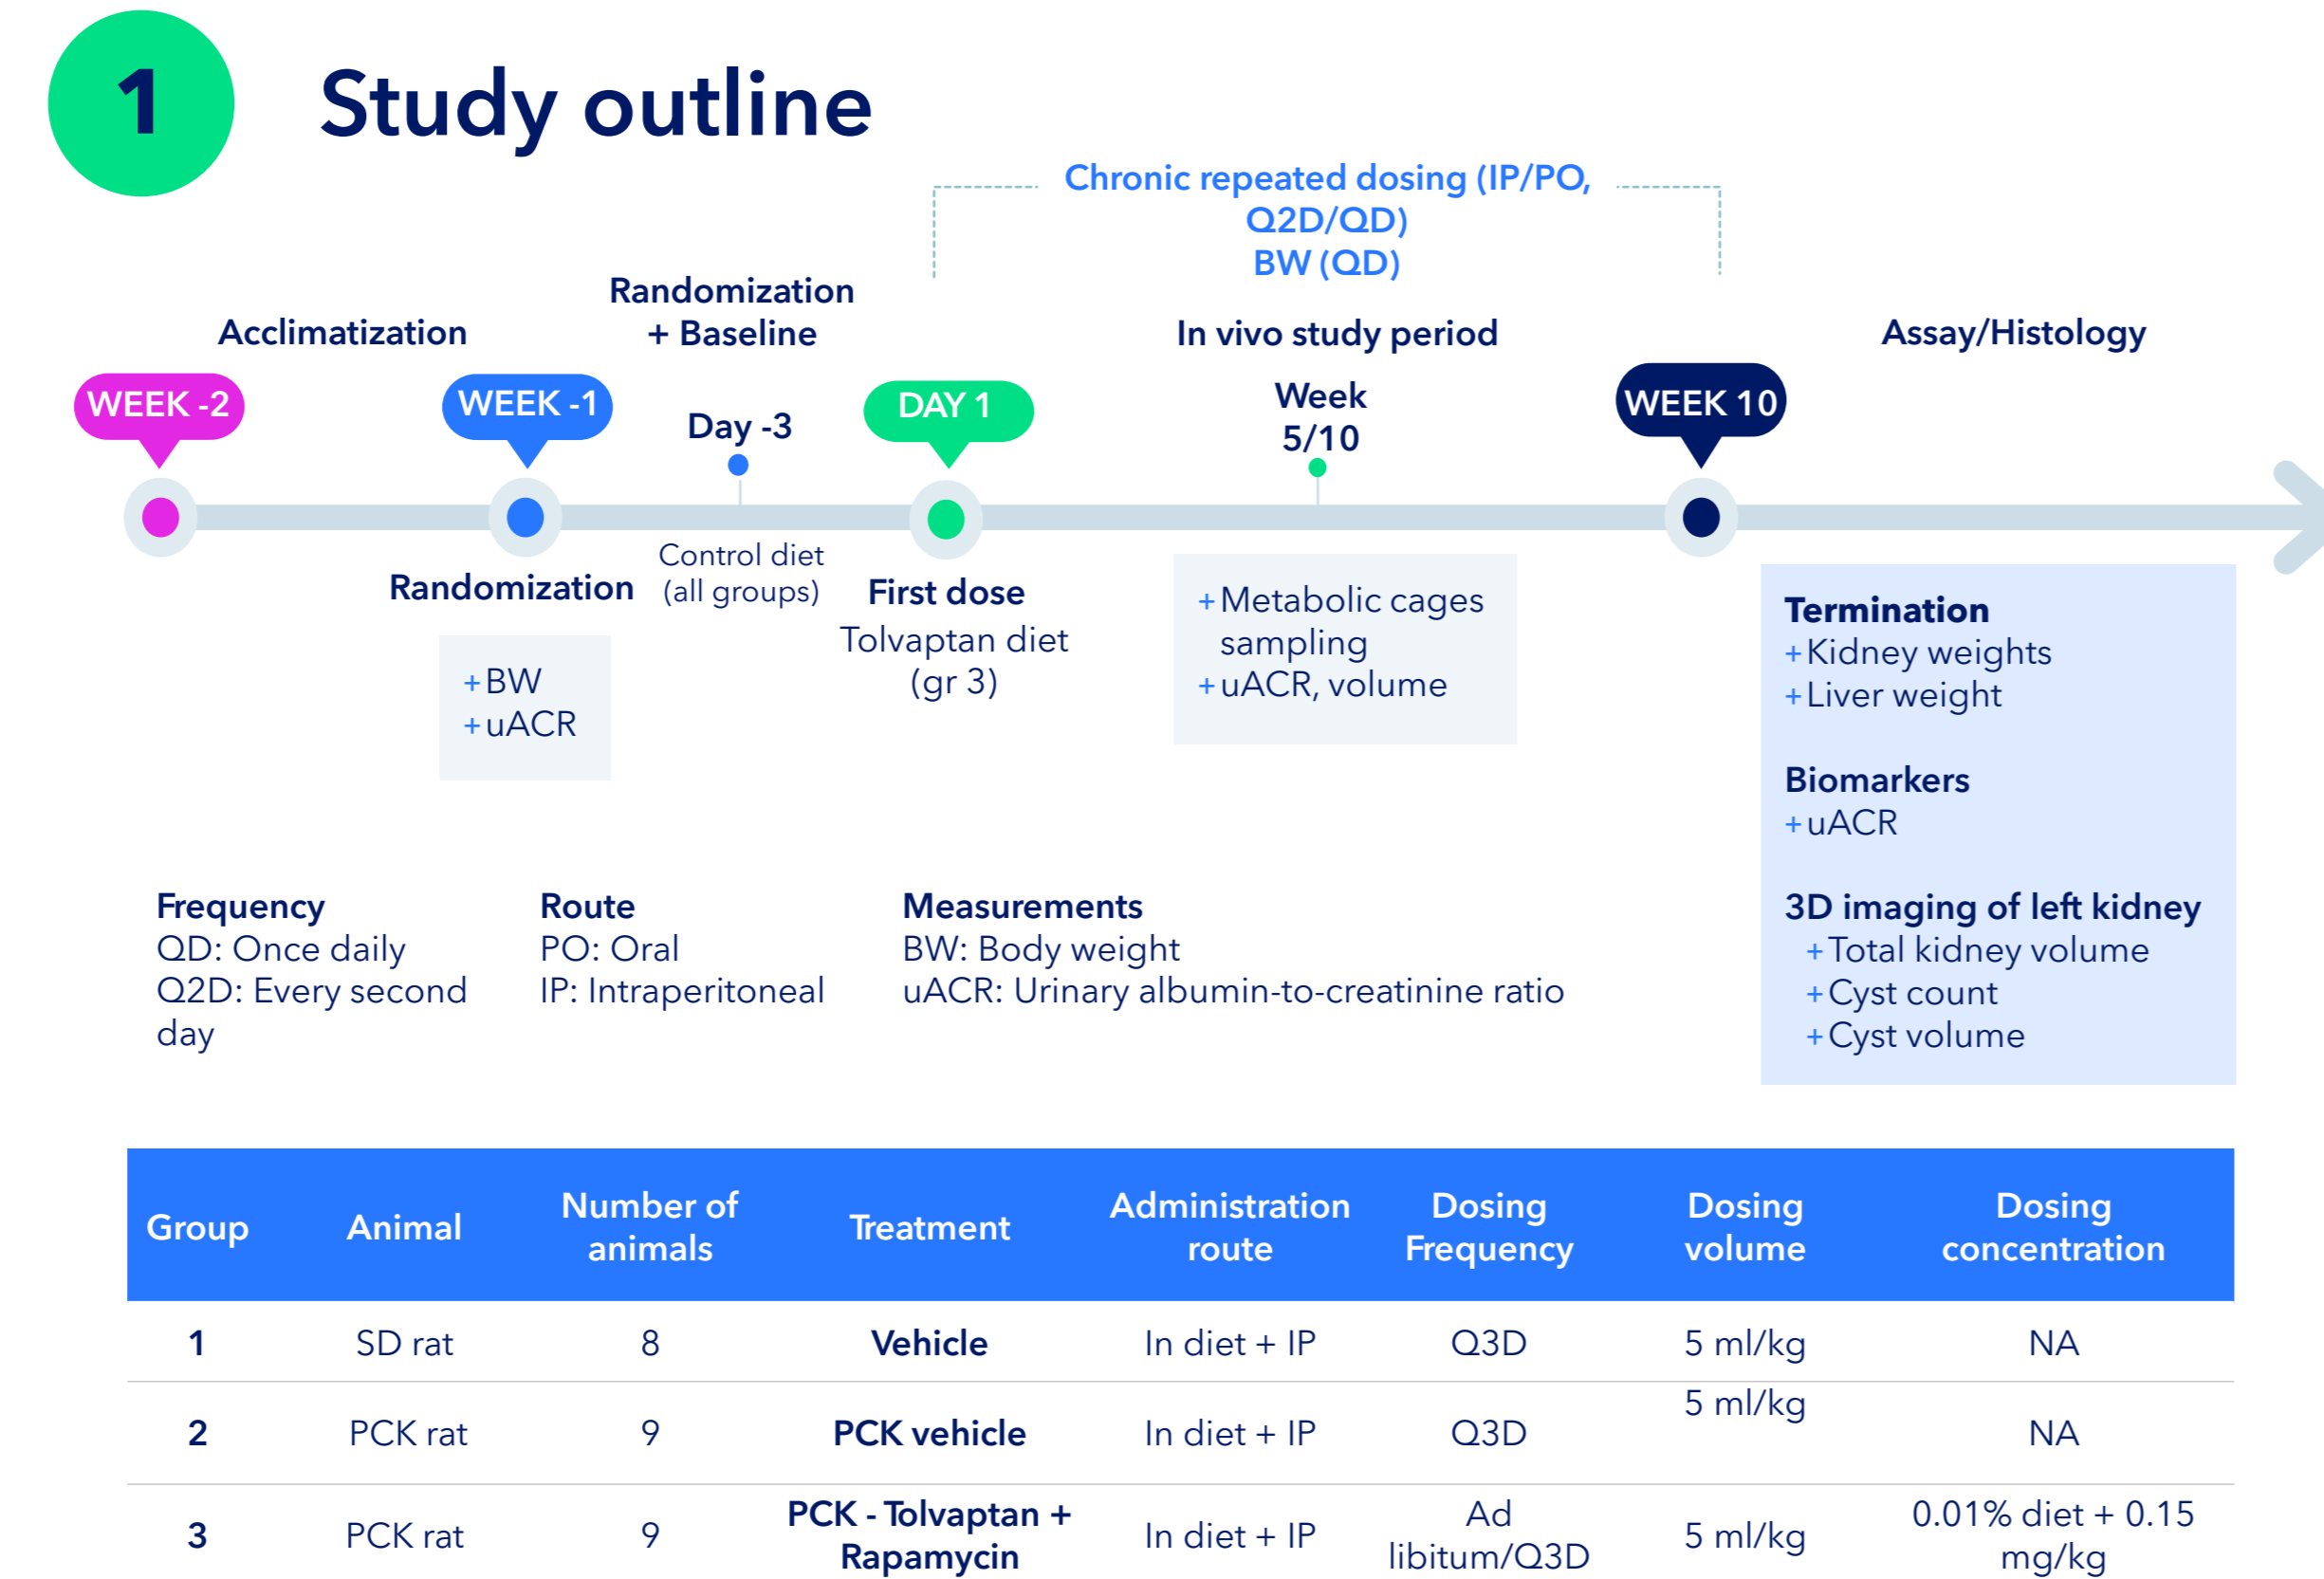 1
Study outline
Chronic repeated dosing (IP/PO,
Q2D/QD)
BW (QD)
Acclimatization
Randomization
+ Baseline
In vivo study period
Assay/Histology
WEEK -2
WEEK -1
Day -3
DAY 1
Week
5/10
WEEK 10
Randomization
+BW
+uACR
Control diet
(all groups)
First dose
Tolvaptan diet
(gr 3)
+Metabolic cages
sampling
+uACR, volume
Termination
+Kidney weights
+Liver weight
Biomarkers
+uACR
3D imaging of left kidney
+Total kidney volume
+Cyst count
+Cyst volume
Frequency
QD: Once daily
Q2D: Every second
day
Route
PO: Oral
IP: Intraperitoneal
Measurements
BW: Body weight
uACR: Urinary albumin-to-creatinine ratio
Group
Animal
Number of
animals
Treatment
Administration
route
Dosing
Frequency
Dosing
volume
Dosing
concentration
1
SD rat
8
Vehicle
In diet + IP
Q3D
5 ml/kg
NA
2
PCK rat
9
PCK vehicle
In diet + IP
Q3D
5 ml/kg
NA
3
PCK rat
9
PCK - Tolvaptan +
Rapamycin
In diet + IP
Ad
libitum/Q3D
5 ml/kg
0.01% diet + 0.15
mg/kg